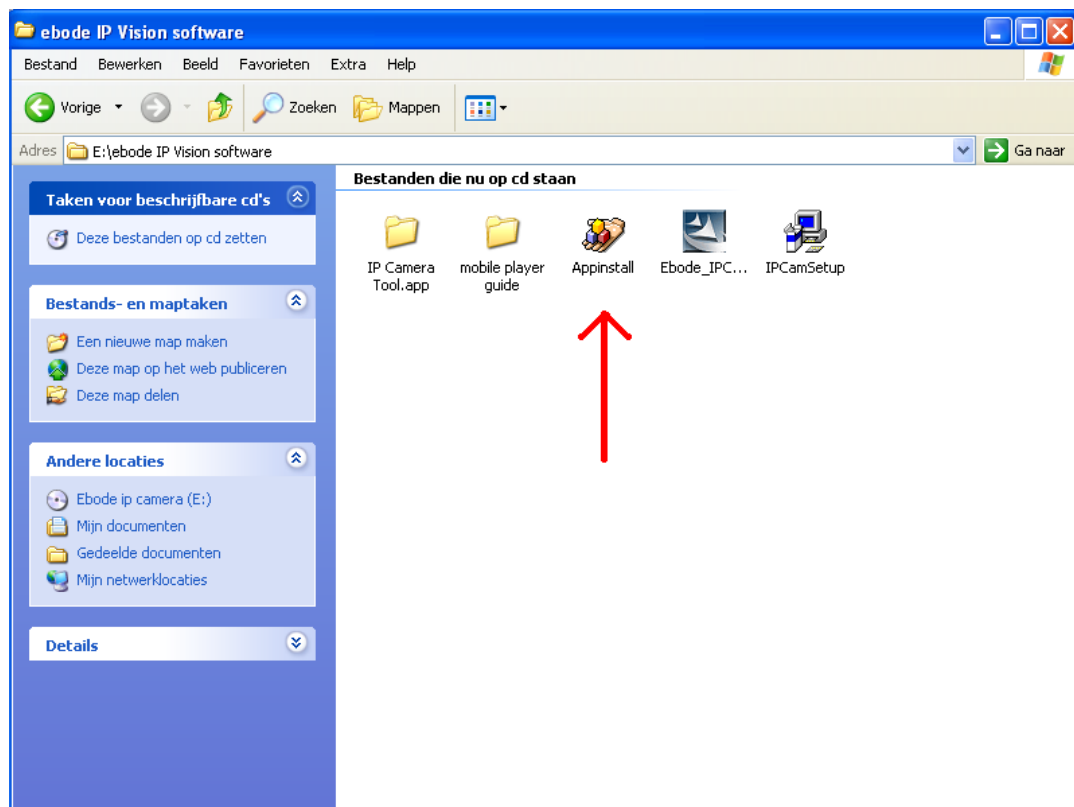 ebode IP Vision software
Bestand Bewerken Beeld Favorieten Extra Help
Vorige Zoeken Mappen
Adres E:\ebode IP Vision software Ga naar
Taken voor beschrijfbare cd's
Deze bestanden op cd zetten
Bestands- en maptaken
Een nieuwe map maken
Deze map op het web publiceren
Deze map delen
Andere locaties
Ebode ip camera (E:)
Mijn documenten
Gedeelde documenten
Mijn netwerklocaties
Details
Bestanden die nu op cd staan
IP Camera
Tool.app
mobile player
guide
Appinstall
Ebode_IPC...
IPCamSetup